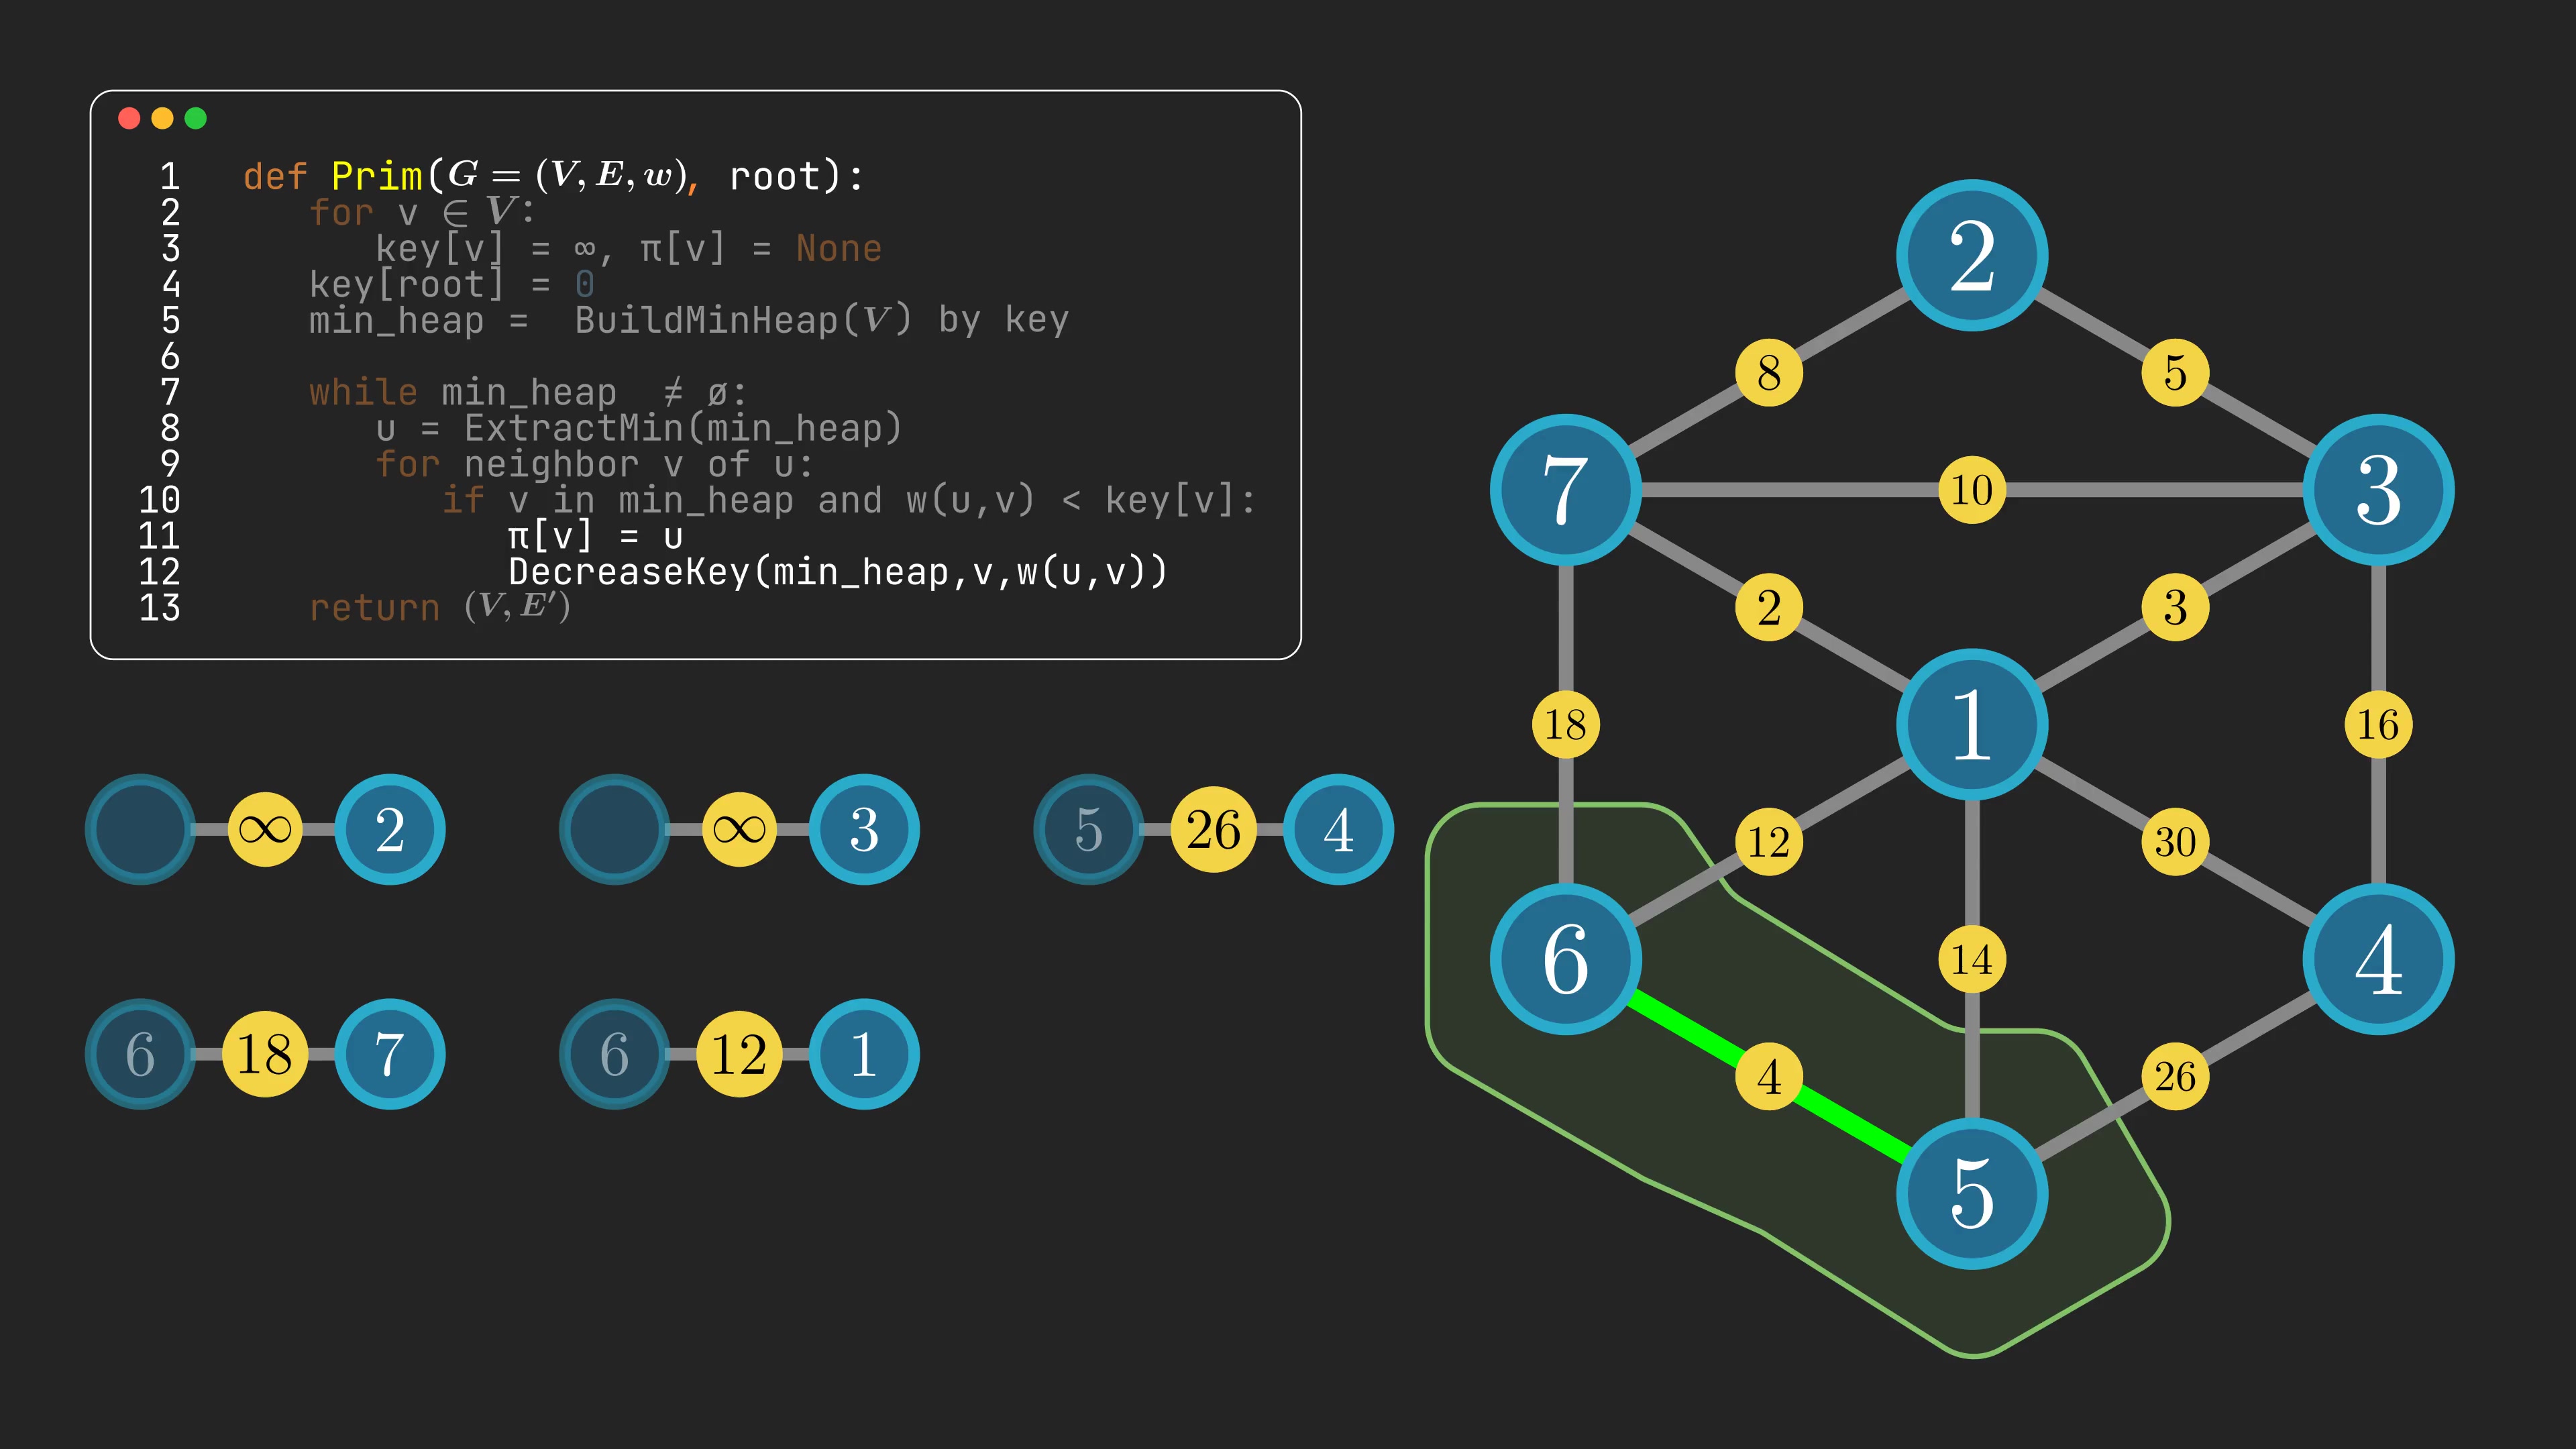 1 def Prim(G = (V, E, w), root):
2 for v ∈ V:
3 key[v] = ∞, π[v] = None
4 key[root] = 0
5 min_heap = BuildMinHeap(V) by key
6
7 while min_heap ≠ ø:
8 u = ExtractMin(min_heap)
9 for neighbor v of u:
10 if v in min_heap and w(u,v) < key[v]:
11 π[v] = u
12 DecreaseKey(min_heap,v,w(u,v))
13 return (V, E′)
∞ 2
∞ 3
5 26 4
6 18 7
6 12 1
2
8 5
7 10 3
2 3
18 1 16
12 30
6 14 4
4 26
5